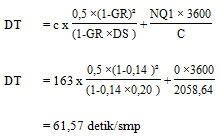 DT = c x 0,5 ×(1-GR)² / (1-GR ×DS ) + NQ1 × 3600 / C
DT = 163 x 0,5 ×(1-0,14 )² / (1-0,14 ×0,20 ) + 0 ×3600 / 2058,64
= 61,57 detik/smp